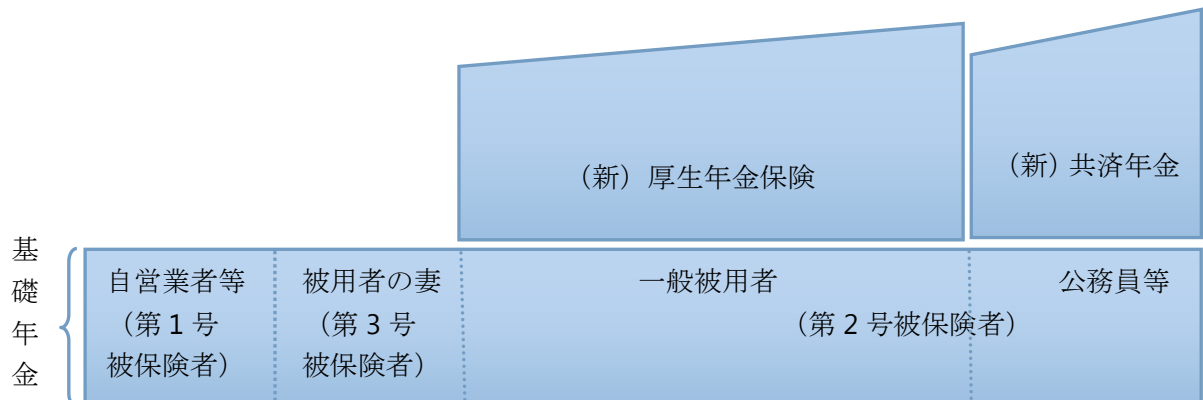 （新）厚生年金保険
（新）共済年金
基
礎
年
金
自営業者等
（第1号
被保険者）
被用者の妻
（第3号
被保険者）
一般被用者
公務員等
（第2号被保険者）